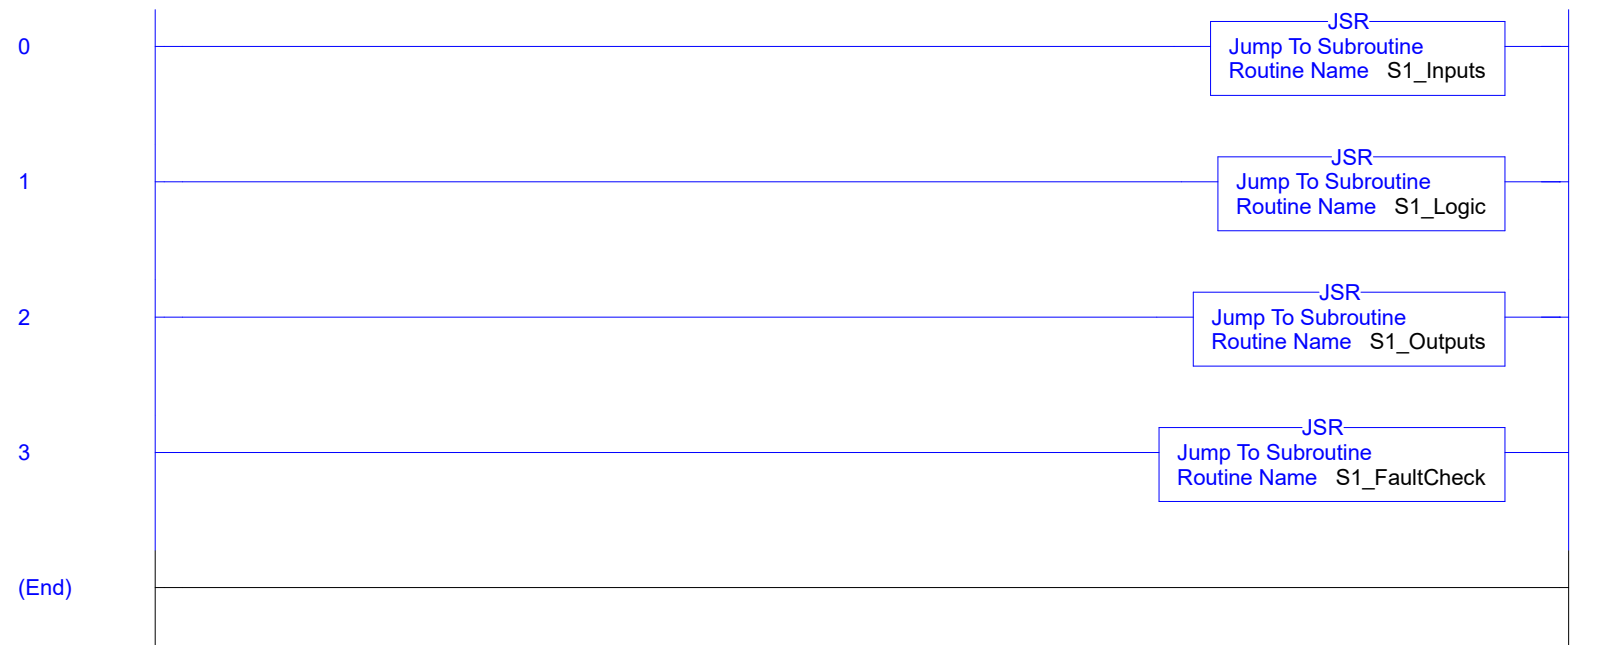 JSR
0
Jump To Subroutine
Routine Name S1_Inputs
JSR
1
Jump To Subroutine
Routine Name S1_Logic
JSR
2
Jump To Subroutine
Routine Name S1_Outputs
JSR
3
Jump To Subroutine
Routine Name S1_FaultCheck
(End)